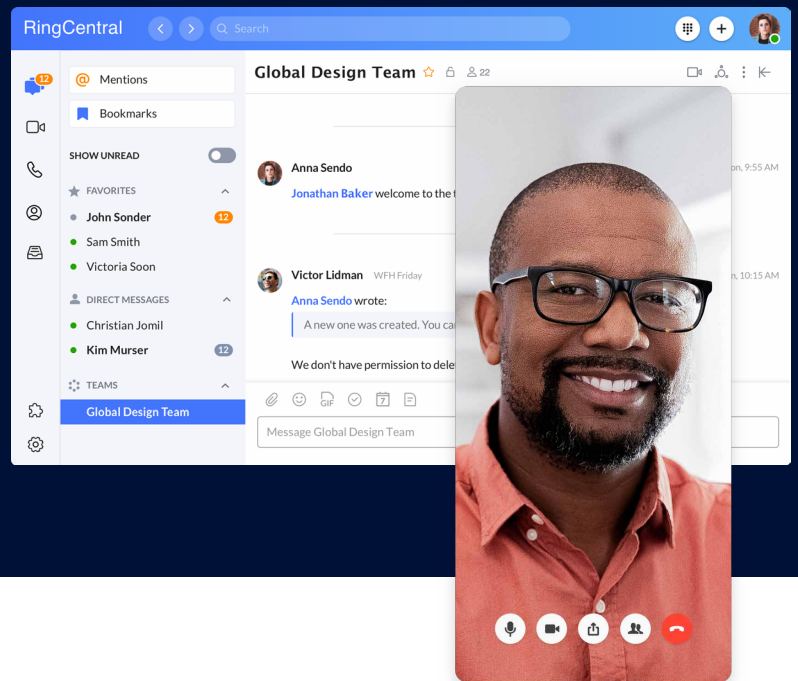 RingCentral
Search
12
Mentions
Bookmarks
SHOW UNREAD
FAVORITES
John Sonder 12
Sam Smith
Victoria Soon
DIRECT MESSAGES
Christian Jomil
Kim Murser 12
TEAMS
Global Design Team
Global Design Team 22
Anna Sendo
on, 9:55 AM
Jonathan Baker welcome to the
Victor Lidman WFH Friday
n, 10:15 AM
Anna Sendo wrote:
A new one was created. You
We don't have permission to
GIF 7
Message Global Design Team